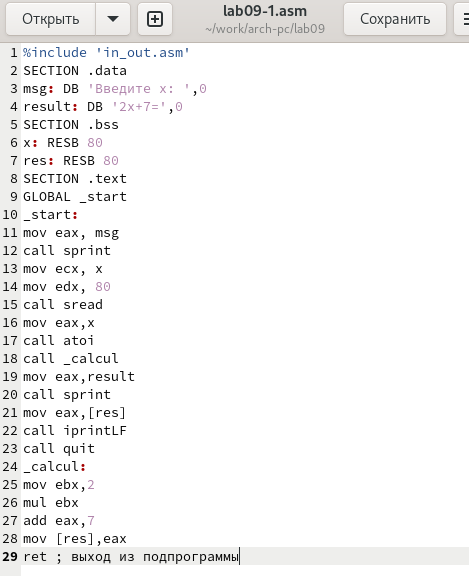 Открыть
lab09-1.asm
~/work/arch-pc/lab09
Сохранить
1 %include 'in_out.asm'
2 SECTION .data
3 msg: DB 'Введите x: ',0
4 result: DB '2x+7=',0
5 SECTION .bss
6 x: RESB 80
7 res: RESB 80
8 SECTION .text
9 GLOBAL _start
10 _start:
11 mov eax, msg
12 call sprint
13 mov ecx, x
14 mov edx, 80
15 call sread
16 mov eax,x
17 call atoi
18 call _calcul
19 mov eax,result
20 call sprint
21 mov eax,[res]
22 call iprintLF
23 call quit
24 _calcul:
25 mov ebx,2
26 mul ebx
27 add eax,7
28 mov [res],eax
29 ret ; выход из подпрограммы